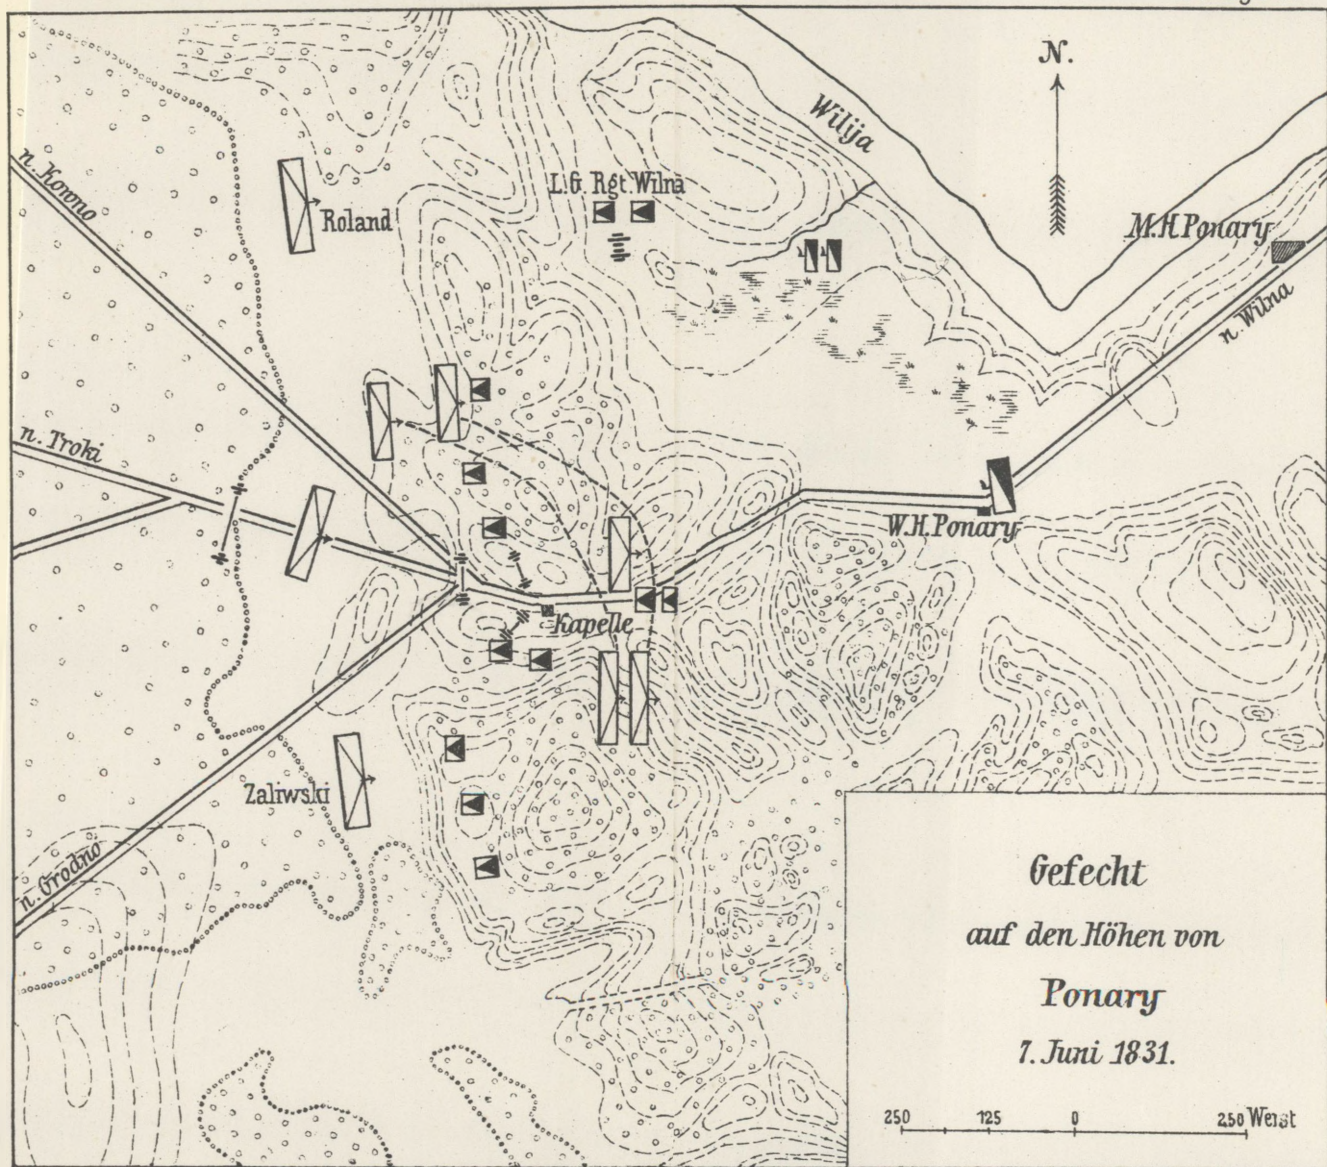 N.
Wilija
n. Kowno
L.G. Rgt. Wilna
Roland
M.H. Ponary
n. Wilna
n. Troki
W.H. Ponary
Kapelle
Zaliwski
n. Grodno
Gefecht
auf den Höhen von
Ponary
7. Juni 1831.
250 125 0 250 Werst